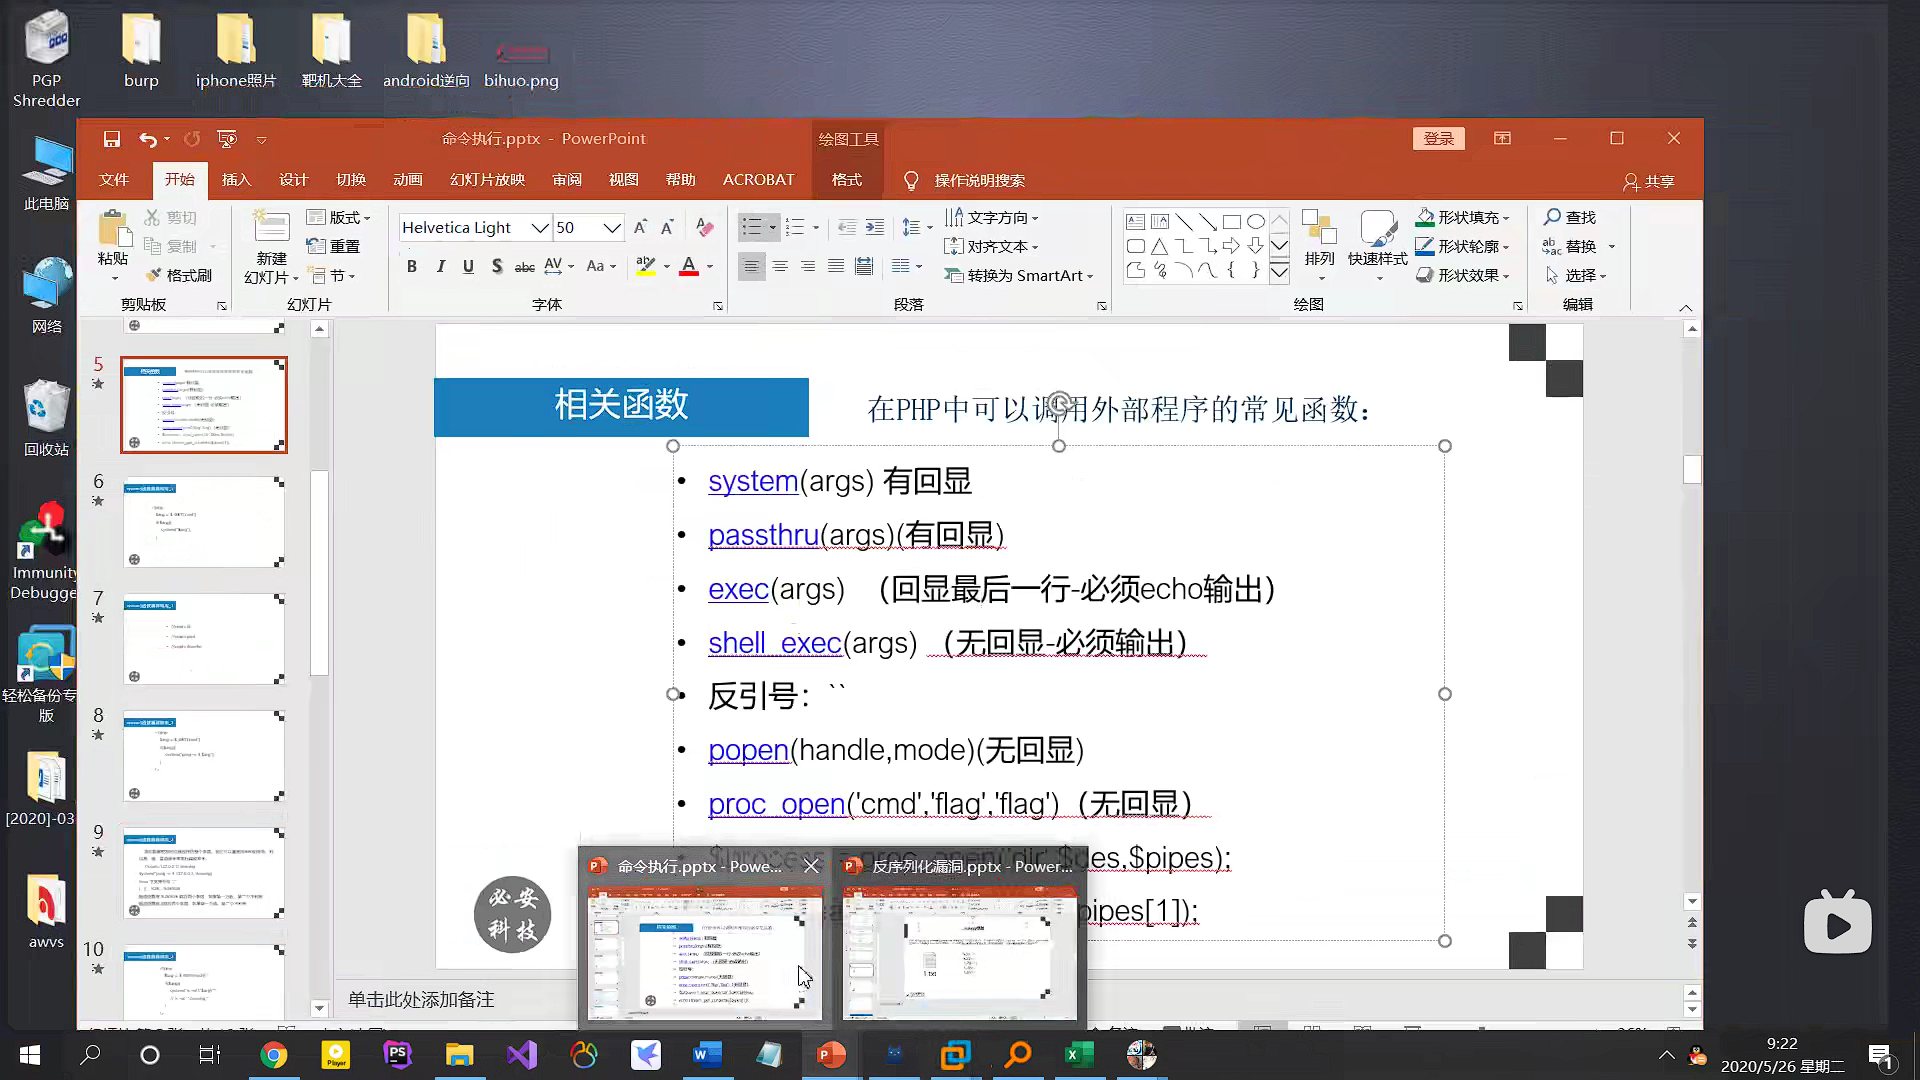 PGP
Shredder
burp
iphone照片
靶机大全
android逆向
bihuo.png
此电脑
网络
回收站
Immunity
Debugge
轻松备份专
版
[2020]-03
awvs
命令执行.pptx - PowerPoint
绘图工具
登录
文件
开始
插入
设计
切换
动画
幻灯片放映
审阅
视图
帮助
ACROBAT
格式
操作说明搜索
共享
粘贴
剪切
复制
格式刷
剪贴板
新建
幻灯片
版式
重置
节
幻灯片
Helvetica Light
50
B I U S abc AV Aa A
字体
文字方向
对齐文本
转换为 SmartArt
段落
排列
快速样式
形状填充
形状轮廓
形状效果
绘图
查找
替换
选择
编辑
5
6
7
8
9
10
相关函数
在PHP中可以调用外部程序的常见函数：
• system(args) 有回显
• passthru(args)(有回显)
• exec(args) （回显最后一行-必须echo输出）
• shell_exec(args) （无回显-必须输出）
• 反引号：``
• popen(handle,mode)(无回显)
• proc_open('cmd','flag','flag')（无回显）
• $process = proc_open('dir',$des,$pipes);
pipes[1]);
必安
科技
命令执行.pptx - Powe...
反序列化漏洞.pptx - Power...
1.txt
单击此处添加备注
9:22
2020/5/26 星期二
1